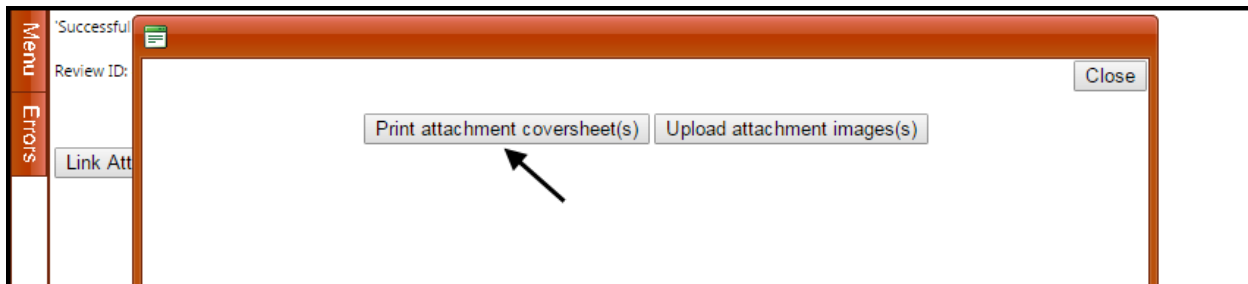 Menu
Errors
'Successful
Review ID:
Link Att
Close
Print attachment coversheet(s) Upload attachment images(s)